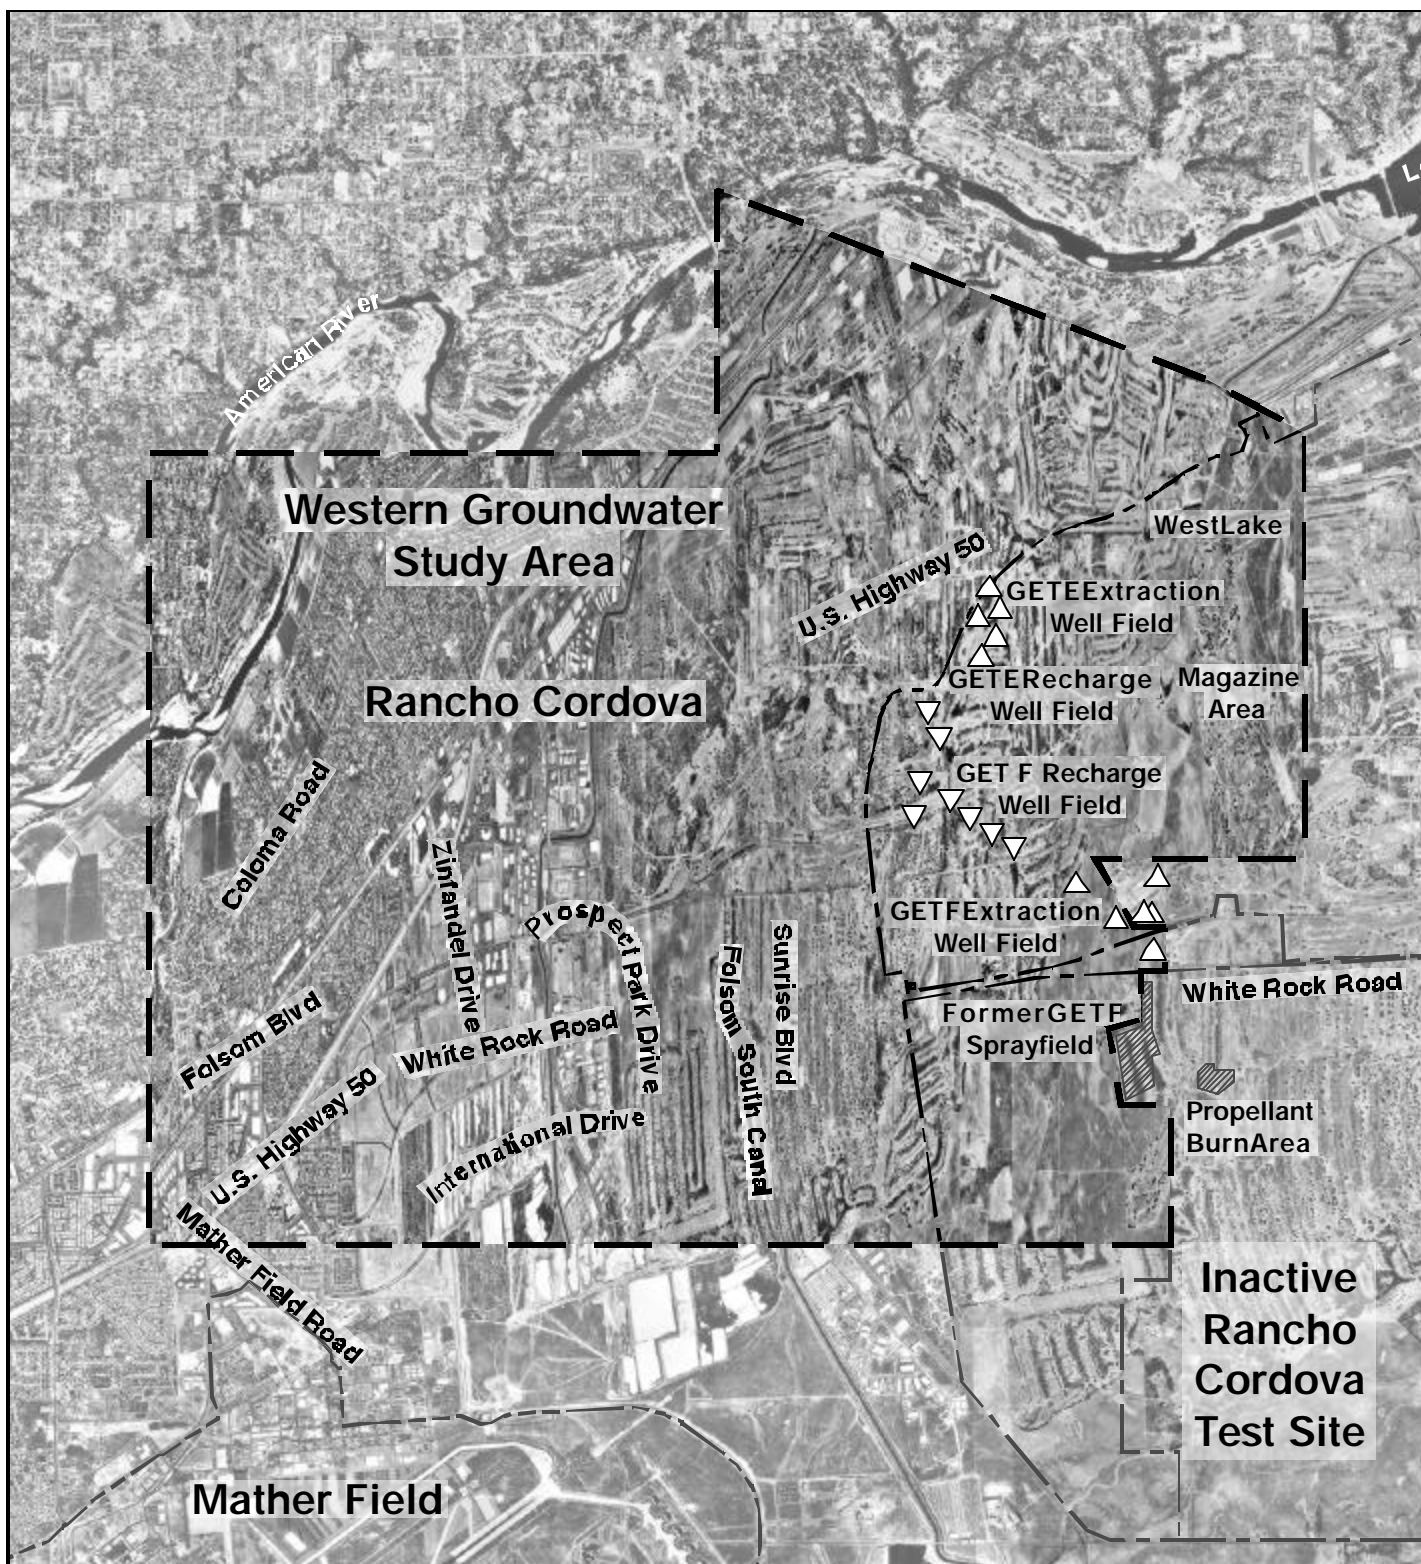 L
American River
Western Groundwater
Study Area
WestLake
U.S. Highway 50
GETEExtraction
Well Field
Rancho Cordova
GETERecharge
Well Field
Magazine
Area
GET F Recharge
Well Field
Coloma Road
Zinfandel Drive
Prospect Park Drive
Folsom South Canal
Sunrise Blvd
GETFExtraction
Well Field
White Rock Road
Folsom Blvd
White Rock Road
FormerGETF
Sprayfield
U.S. Highway 50
International Drive
Propellant
BurnArea
Mather Field Road
Inactive
Rancho
Cordova
Test Site
Mather Field